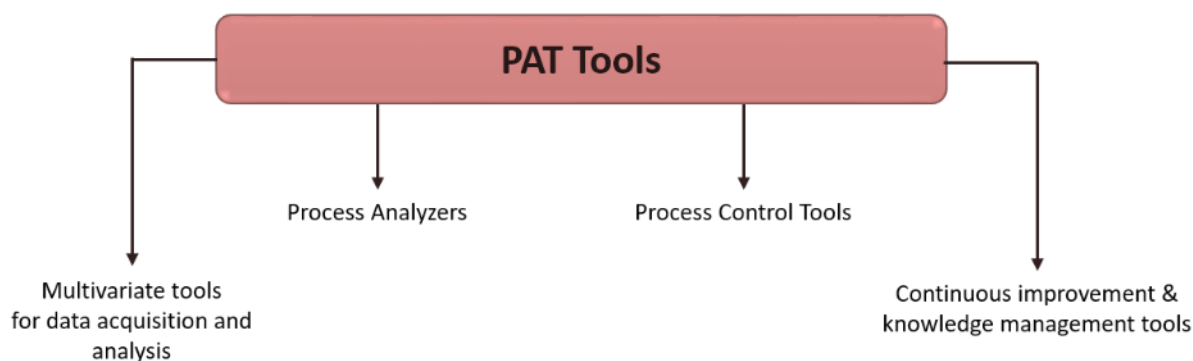 PAT Tools
Process Analyzers
Process Control Tools
Multivariate tools
for data acquisition and
analysis
Continuous improvement &
knowledge management tools